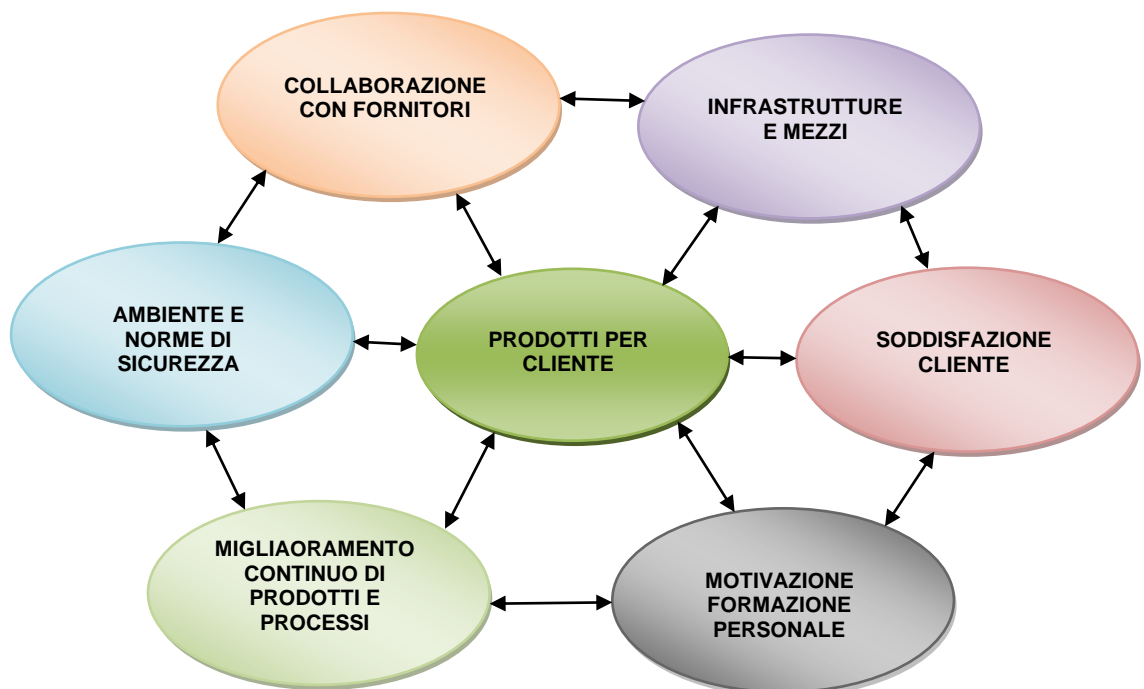 COLLABORAZIONE
CON FORNITORI
INFRASTRUTTURE
E MEZZI
AMBIENTE E
NORME DI
SICUREZZA
PRODOTTI PER
CLIENTE
SODDISFAZIONE
CLIENTE
MIGLIAORAMENTO
CONTINUO DI
PRODOTTI E
PROCESSI
MOTIVAZIONE
FORMAZIONE
PERSONALE